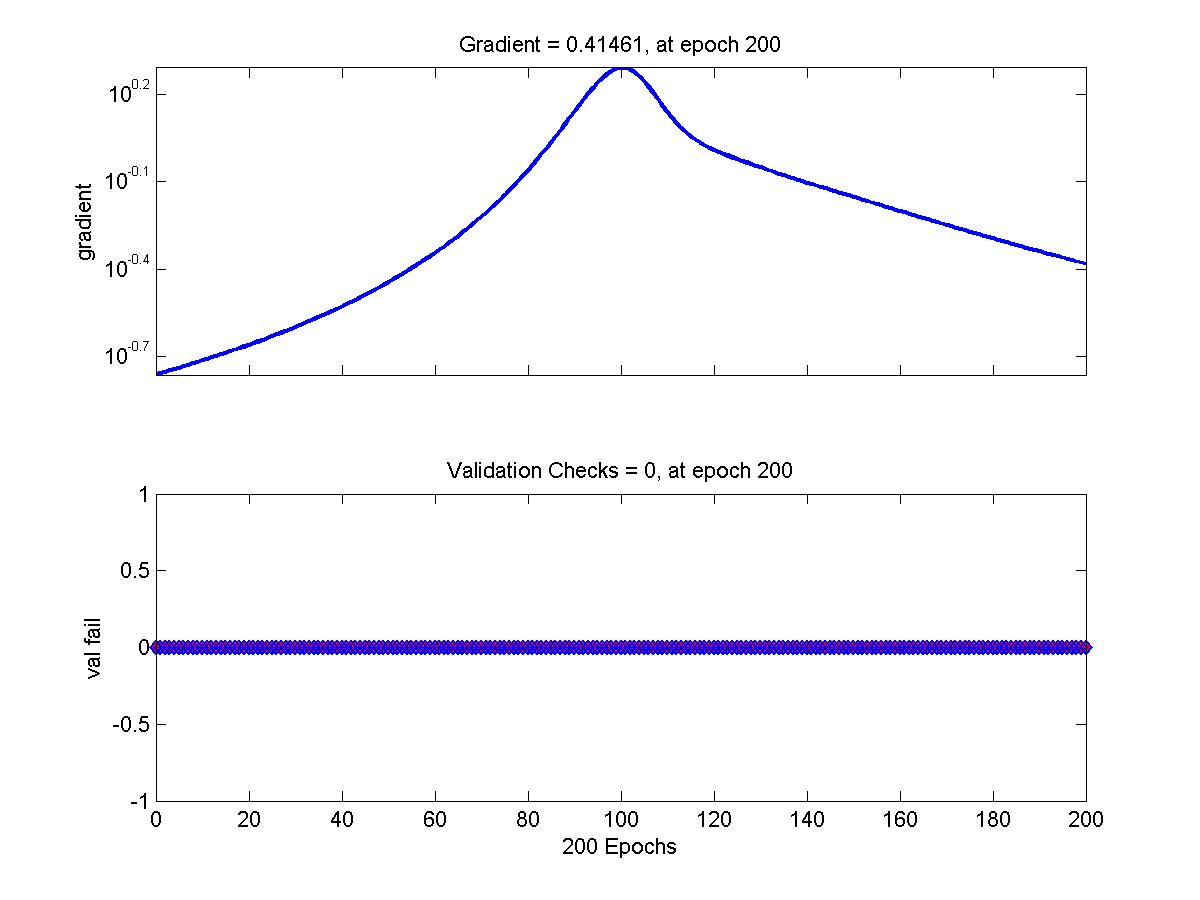 Gradient = 0.41461, at epoch 200
10^0.2
10^-0.1
10^-0.4
10^-0.7
gradient
Validation Checks = 0, at epoch 200
1
0.5
0
-0.5
-1
val fail
0 20 40 60 80 100 120 140 160 180 200
200 Epochs